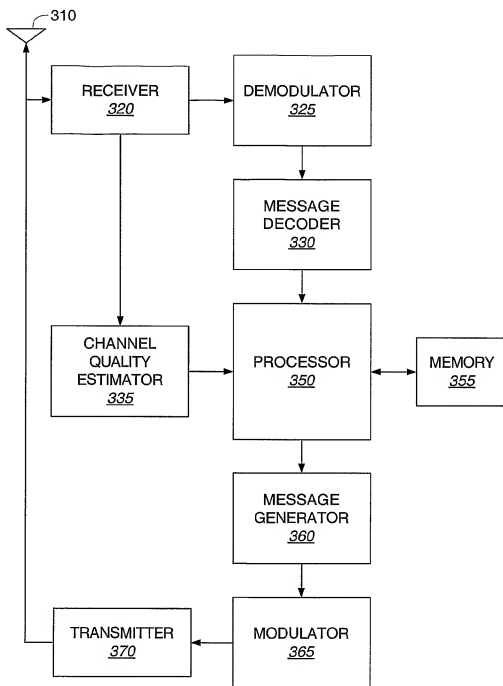 310
RECEIVER
320
DEMODULATOR
325
MESSAGE
DECODER
330
CHANNEL
QUALITY
ESTIMATOR
335
PROCESSOR
350
MEMORY
355
MESSAGE
GENERATOR
360
TRANSMITTER
370
MODULATOR
365